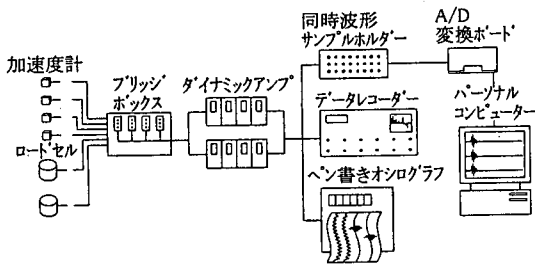 加速度計
ロードセル
ブリッジ
ボックス
ダイナミックアンプ
同時波形
サンプルホルダー
A/D
変換ボード
データレコーダー
パーソナル
コンピューター
ペン書きオシログラフ